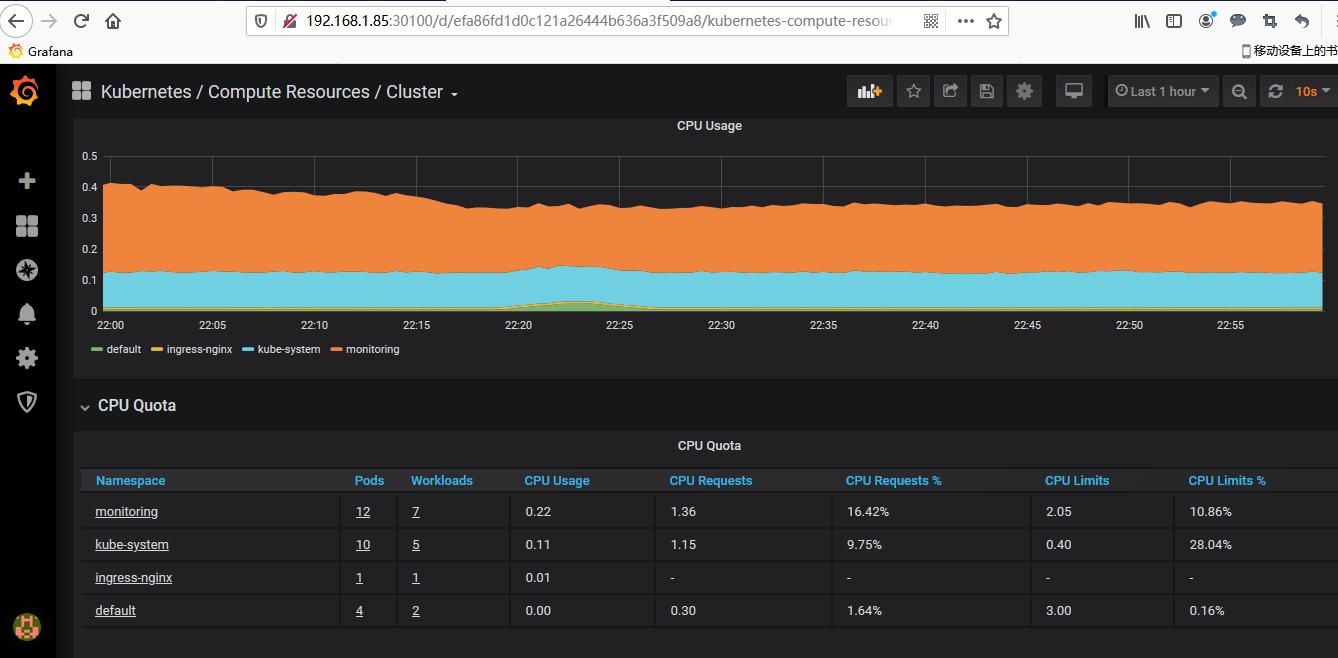 192.168.1.85:30100/d/efa86fd1d0c121a26444b636a3f509a8/kubernetes-compute-resour
Grafana
移动设备上的书
Kubernetes / Compute Resources / Cluster
Last 1 hour
10s
CPU Usage
0.5
0.4
0.3
0.2
0.1
0
22:00 22:05 22:10 22:15 22:20 22:25 22:30 22:35 22:40 22:45 22:50 22:55
default ingress-nginx kube-system monitoring
CPU Quota
CPU Quota
Namespace Pods Workloads CPU Usage CPU Requests CPU Requests % CPU Limits CPU Limits %
monitoring 12 7 0.22 1.36 16.42% 2.05 10.86%
kube-system 10 5 0.11 1.15 9.75% 0.40 28.04%
ingress-nginx 1 1 0.01 - - - -
default 4 2 0.00 0.30 1.64% 3.00 0.16%